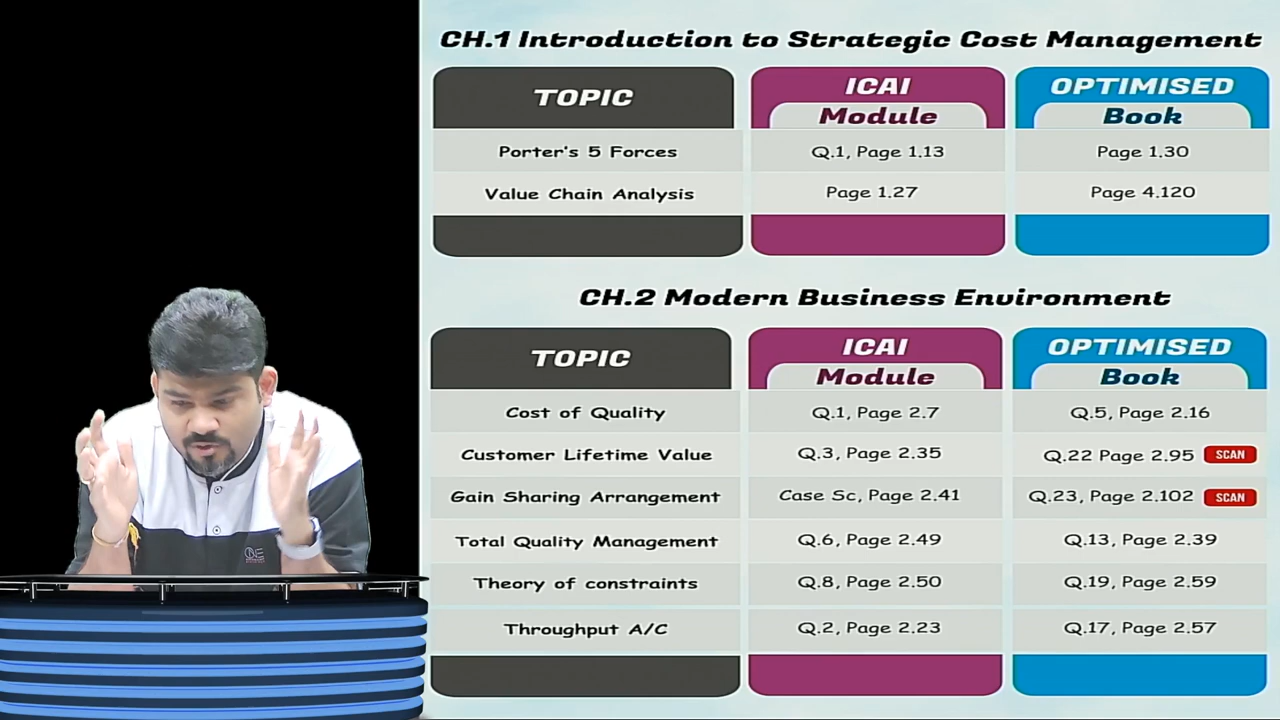 CH.1 Introduction to Strategic Cost Management
TOPIC ICAI Module OPTIMISED Book
Porter's 5 Forces Q.1, Page 1.13 Page 1.30
Value Chain Analysis Page 1.27 Page 4.120
CH.2 Modern Business Environment
TOPIC ICAI Module OPTIMISED Book
Cost of Quality Q.1, Page 2.7 Q.5, Page 2.16
Customer Lifetime Value Q.3, Page 2.35 Q.22 Page 2.95 SCAN
Gain Sharing Arrangement Case Sc, Page 2.41 Q.23, Page 2.102 SCAN
Total Quality Management Q.6, Page 2.49 Q.13, Page 2.39
Theory of constraints Q.8, Page 2.50 Q.19, Page 2.59
Throughput A/C Q.2, Page 2.23 Q.17, Page 2.57